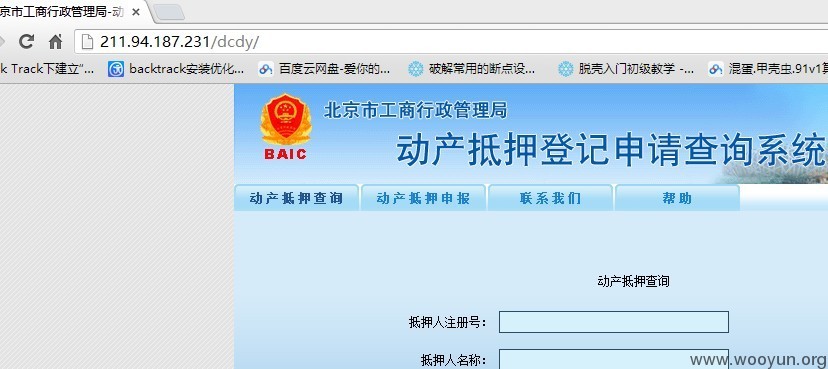 京市工商行政管理局-动
211.94.187.231/dcdy/
k Track下建立“...
backtrack安装优化...
百度云网盘-爱你的...
破解常用的断点设...
脱壳入门初级教学 -...
混蛋.甲壳虫.91v1算
北京市工商行政管理局
BAIC
动产抵押登记申请查询系统
动产抵押查询
动产抵押申报
联系我们
帮助
动产抵押查询
抵押人注册号：
抵押人名称：
www.wooyun.org